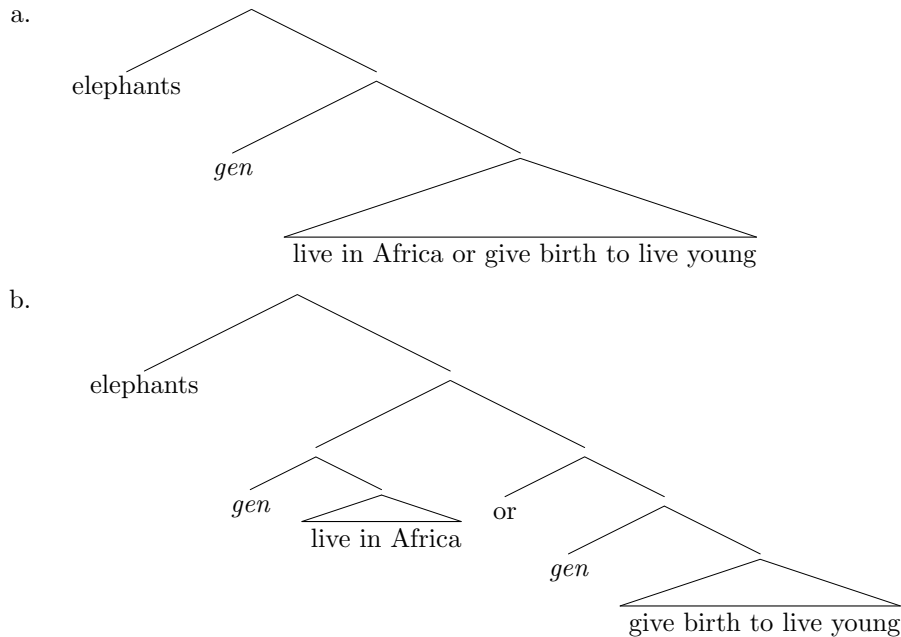 a.
elephants
gen
live in Africa or give birth to live young
b.
elephants
gen
live in Africa
or
gen
give birth to live young